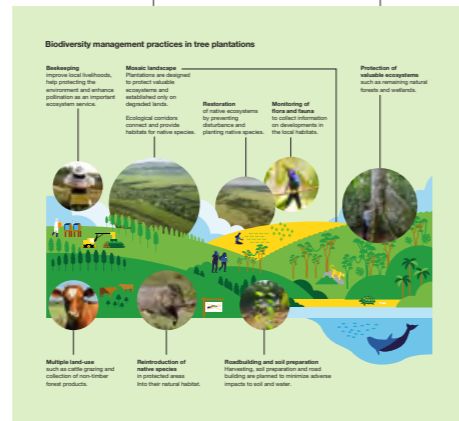 Biodiversity management practices in tree plantations
Beekeeping
improve local livelihoods,
help protecting the
environment and enhance
pollination as an important
ecosystem service.
Mosaic landscape
Plantations are designed
to protect valuable
ecosystems and
established only on
degraded lands.
Ecological corridors
connect and provide
habitats for native species.
Restoration
of native ecosystems
by preventing
disturbance and
planting native species.
Monitoring of
flora and fauna
to collect information
on developments in
the local habitats.
Protection of
valuable ecosystems
such as remaining natural
forests and wetlands.
Multiple land-use
such as cattle grazing and
collection of non-timber
forest products.
Reintroduction of
native species
in protected areas
Into their natural habitat.
Roadbuilding and soil preparation
Harvesting, soil preparation and road
building are planned to minimize adverse
impacts to soil and water.